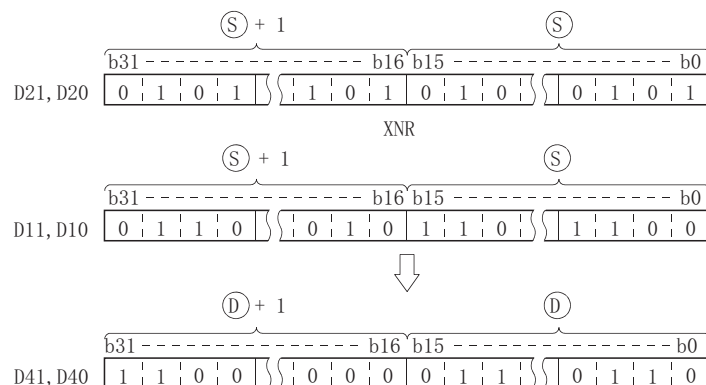 Ⓢ + 1 Ⓢ
b31 - - - - - - - - - - - - - - - - b16 b15 - - - - - - - - - - - - - - - - b0
D21, D20 0 1 0 1 1 0 1 0 1 0 0 1 0 1
XNR
Ⓢ + 1 Ⓢ
b31 - - - - - - - - - - - - - - - - b16 b15 - - - - - - - - - - - - - - - - b0
D11, D10 0 1 1 0 0 1 0 1 1 0 1 1 0 0
Ⓓ + 1 Ⓓ
b31 - - - - - - - - - - - - - - - - b16 b15 - - - - - - - - - - - - - - - - b0
D41, D40 1 1 0 0 0 0 0 0 1 1 0 1 1 0